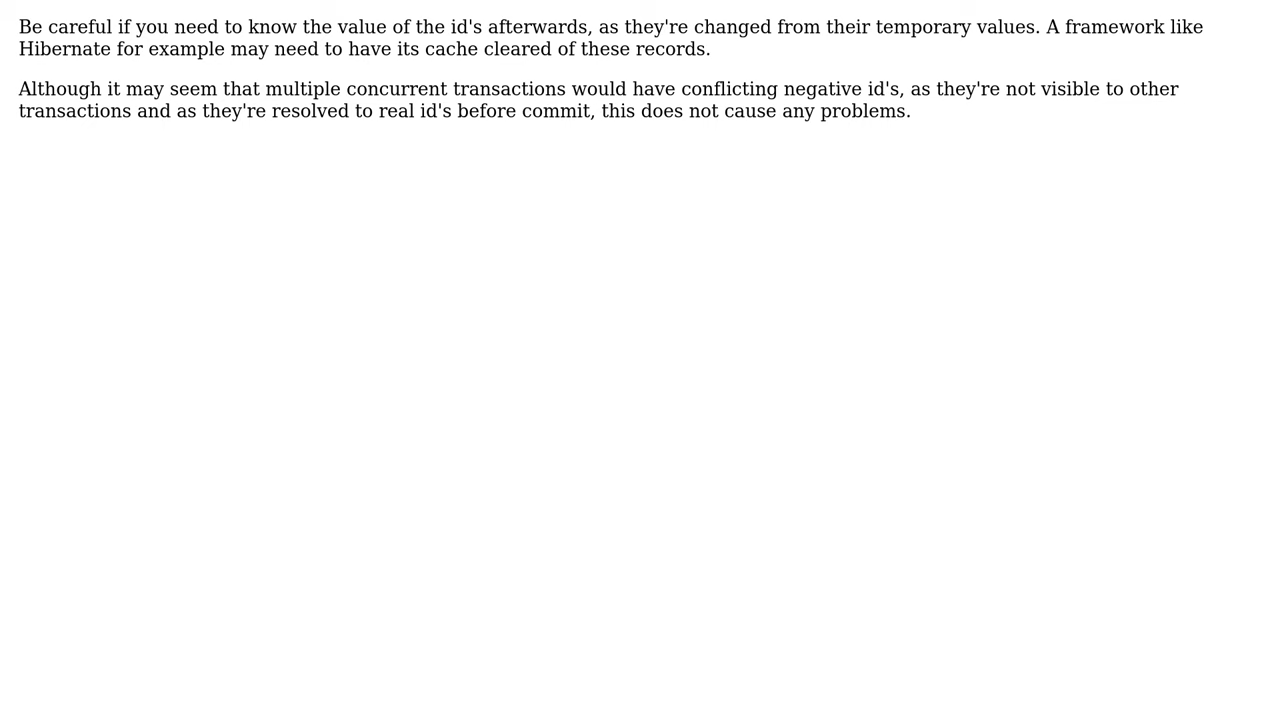 Be careful if you need to know the value of the id's afterwards, as they're changed from their temporary values. A framework like
Hibernate for example may need to have its cache cleared of these records.
Although it may seem that multiple concurrent transactions would have conflicting negative id's, as they're not visible to other
transactions and as they're resolved to real id's before commit, this does not cause any problems.